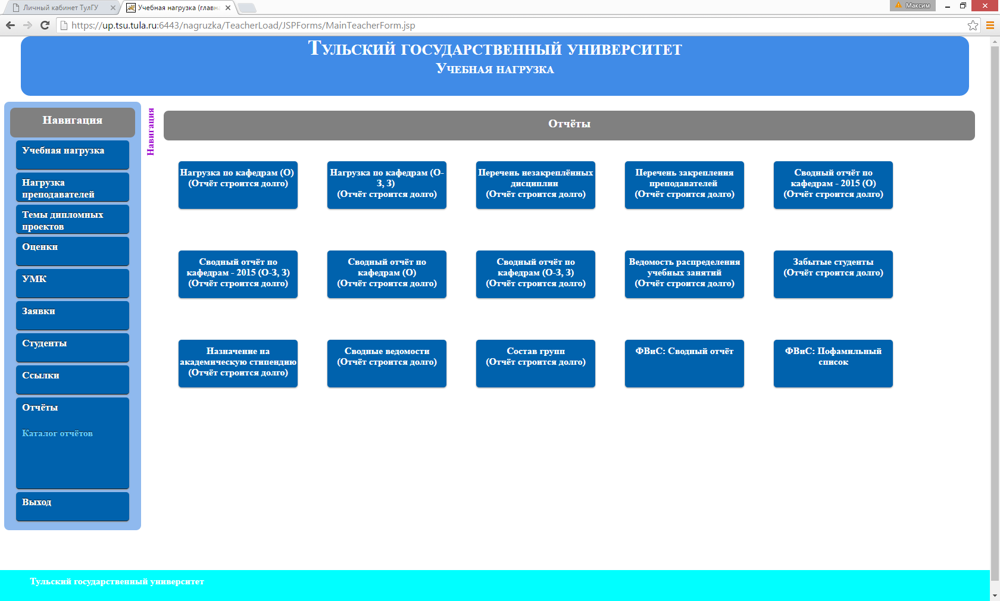 Личный кабинет ТулГУ
Учебная нагрузка (главна
Максим
https://up.tsu.tula.ru:6443/nagruzka/TeacherLoad/JSPForms/MainTeacherForm.jsp
Тульский государственный университет
Учебная нагрузка
Навигация
Учебная нагрузка
Нагрузка
преподавателей
Темы дипломных
проектов
Оценки
УМК
Заявки
Студенты
Ссылки
Отчёты
Каталог отчётов
Выход
Навигация
Отчёты
Нагрузка по кафедрам (О)
(Отчёт строится долго)
Нагрузка по кафедрам (О-
З, З)
(Отчёт строится долго)
Перечень незакреплённых
дисциплин
(Отчёт строится долго)
Перечень закрепления
преподавателей
(Отчёт строится долго)
Сводный отчёт по
кафедрам - 2015 (О)
(Отчёт строится долго)
Сводный отчёт по
кафедрам - 2015 (О-З, З)
(Отчёт строится долго)
Сводный отчёт по
кафедрам (О)
(Отчёт строится долго)
Сводный отчёт по
кафедрам (О-З, З)
(Отчёт строится долго)
Ведомость распределения
учебных занятий
(Отчёт строится долго)
Забытые студенты
(Отчёт строится долго)
Назначение на
академическую стипендию
(Отчёт строится долго)
Сводные ведомости
(Отчёт строится долго)
Состав групп
(Отчёт строится долго)
ФВиС: Сводный отчёт
ФВиС: Пофамильный
список
Тульский государственный университет